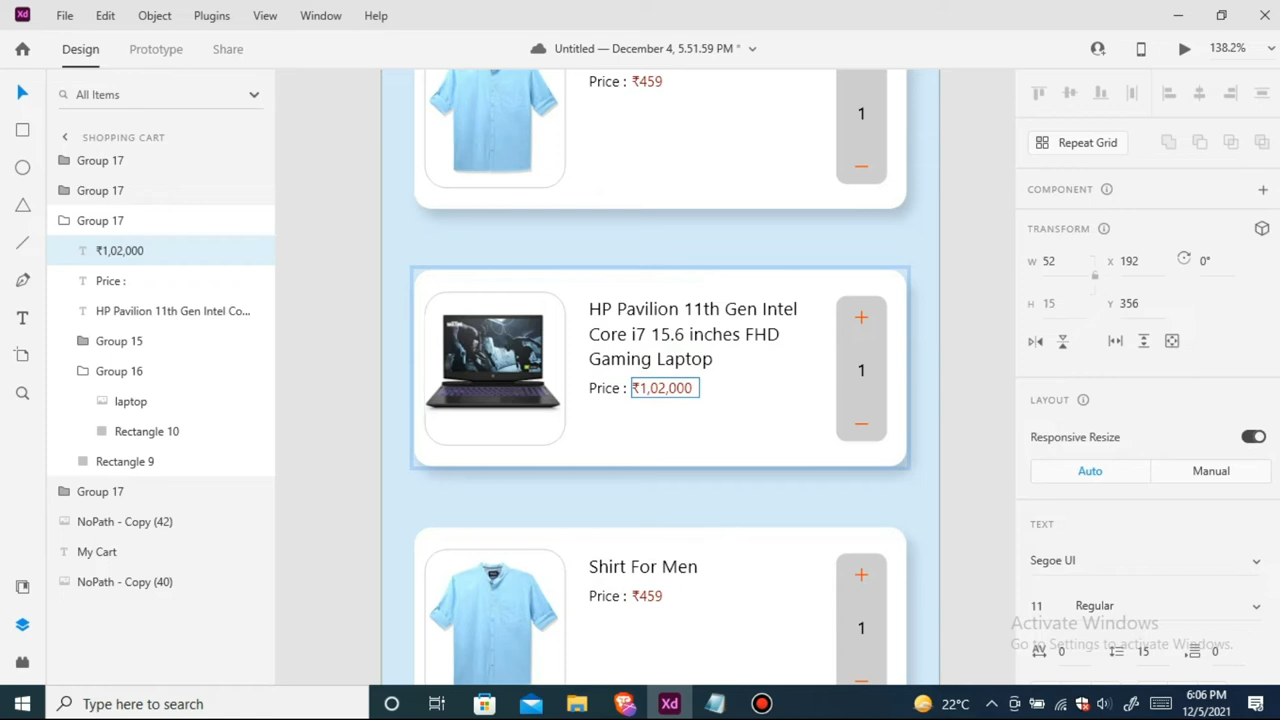 File Edit Object Plugins View Window Help
Design Prototype Share Untitled — December 4, 5.51.59 PM * 138.2%
All Items
SHOPPING CART
Group 17
Group 17
Group 17
₹1,02,000
Price :
HP Pavilion 11th Gen Intel Co...
Group 15
Group 16
laptop
Rectangle 10
Rectangle 9
Group 17
NoPath - Copy (42)
My Cart
NoPath - Copy (40)
Price : ₹459
1
HP Pavilion 11th Gen Intel
Core i7 15.6 inches FHD
Gaming Laptop
Price : ₹1,02,000
+
1
Shirt For Men
Price : ₹459
+
1
Repeat Grid
COMPONENT
TRANSFORM
W 52 X 192 0°
H 15 Y 356
LAYOUT
Responsive Resize
Auto Manual
TEXT
Segoe UI
11 Regular
Activate Windows
Go to Settings to activate Windows.
AV 0 15 0
Type here to search
Xd
22°C
6:06 PM
12/5/2021